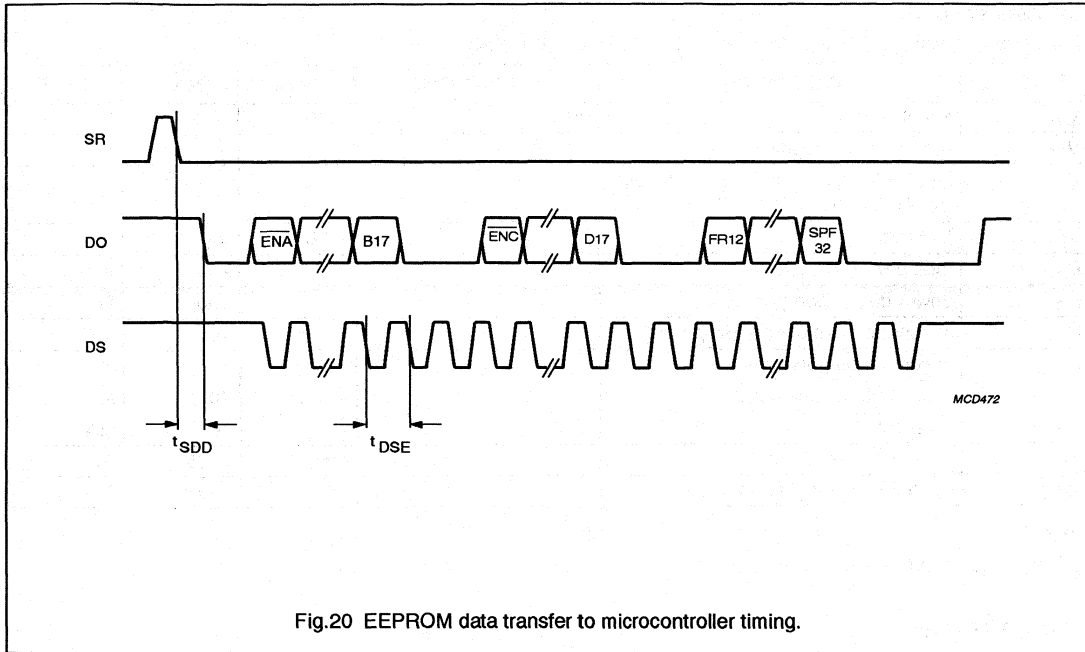 SR
DO
ENA
B17
ENC
D17
FR12
SPF
32
DS
MCD472
tSDD
tDSE
Fig.20 EEPROM data transfer to microcontroller timing.